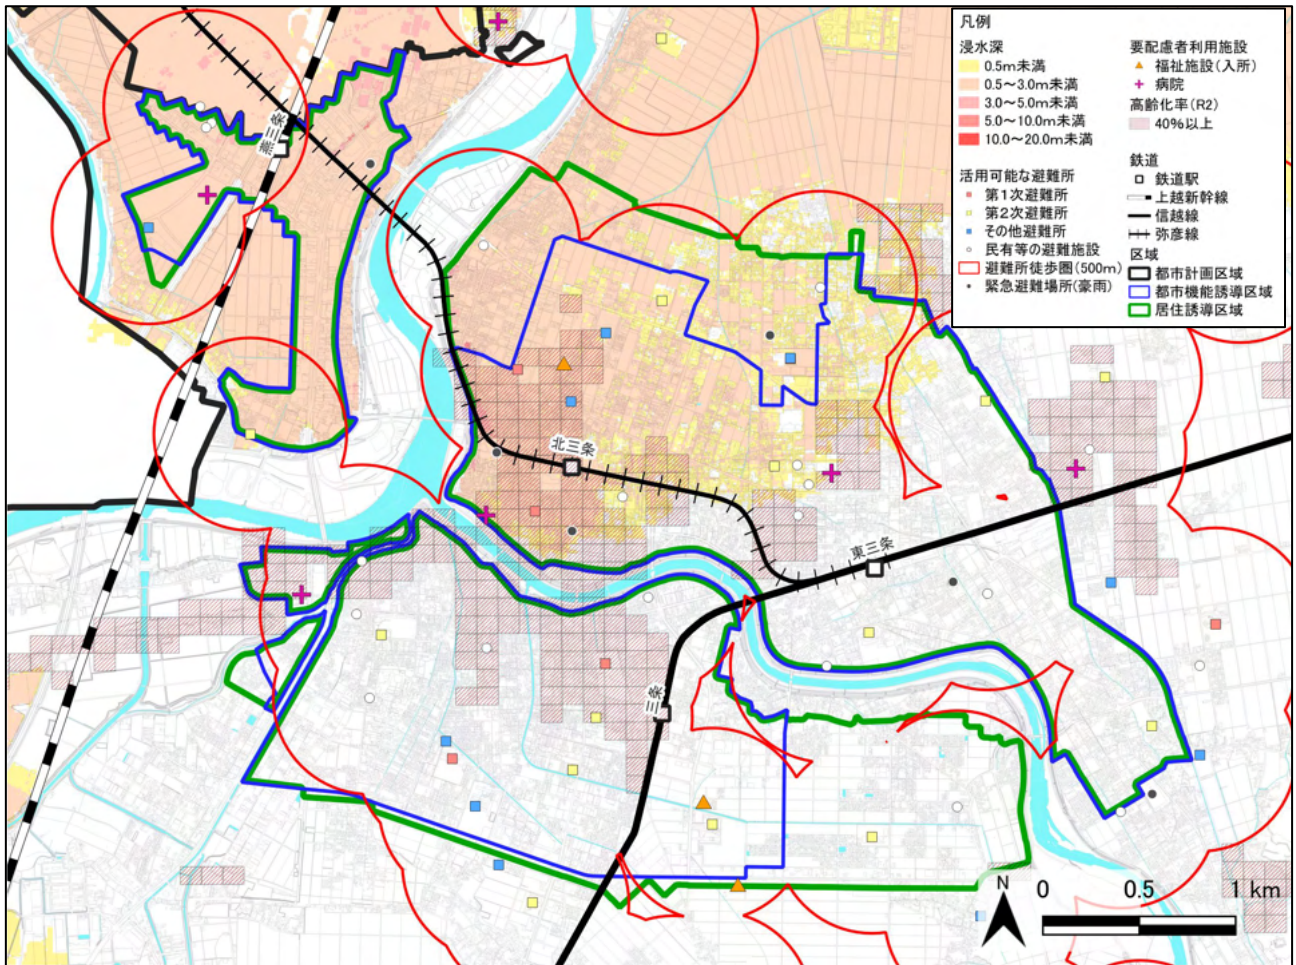 凡例
浸水深
0.5m未満
0.5～3.0m未満
3.0～5.0m未満
5.0～10.0m未満
10.0～20.0m未満
活用可能な避難所
第1次避難所
第2次避難所
その他避難所
民有等の避難施設
避難所徒歩圏(500m)
緊急避難場所(豪雨)
要配慮者利用施設
福祉施設(入所)
病院
高齢化率(R2)
40%以上
鉄道
鉄道駅
上越新幹線
信越線
弥彦線
区域
都市計画区域
都市機能誘導区域
居住誘導区域
燕三条
北三条
東三条
三条
N
0 0.5 1 km